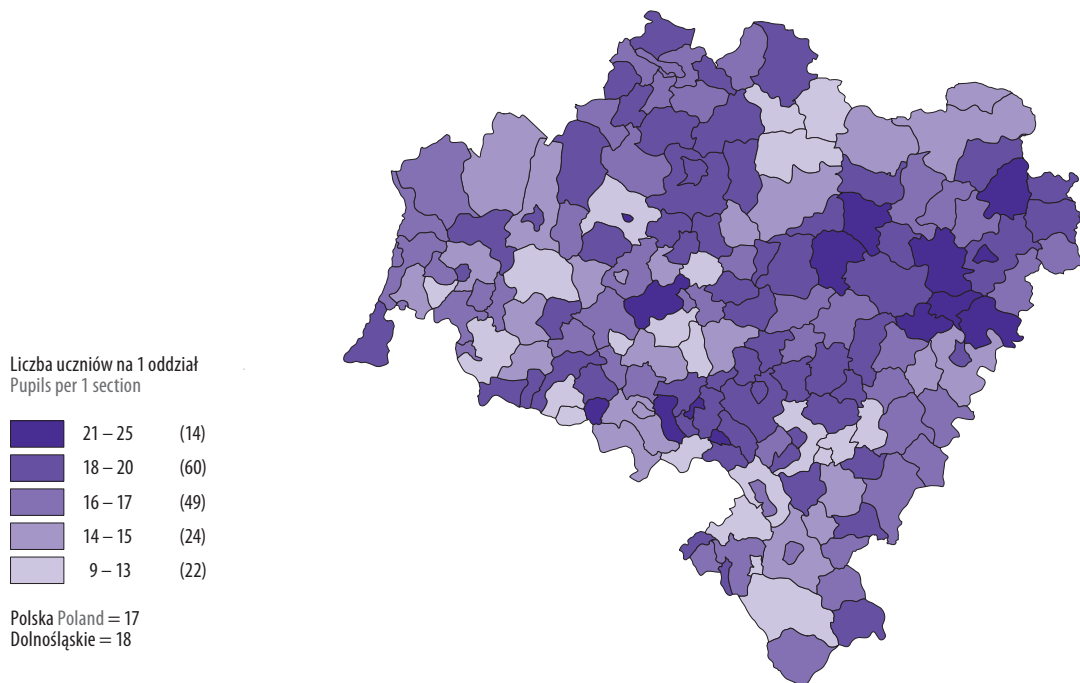 Liczba uczniów na 1 oddział
Pupils per 1 section
21 – 25 (14)
18 – 20 (60)
16 – 17 (49)
14 – 15 (24)
9 – 13 (22)
Polska Poland = 17
Dolnośląskie = 18